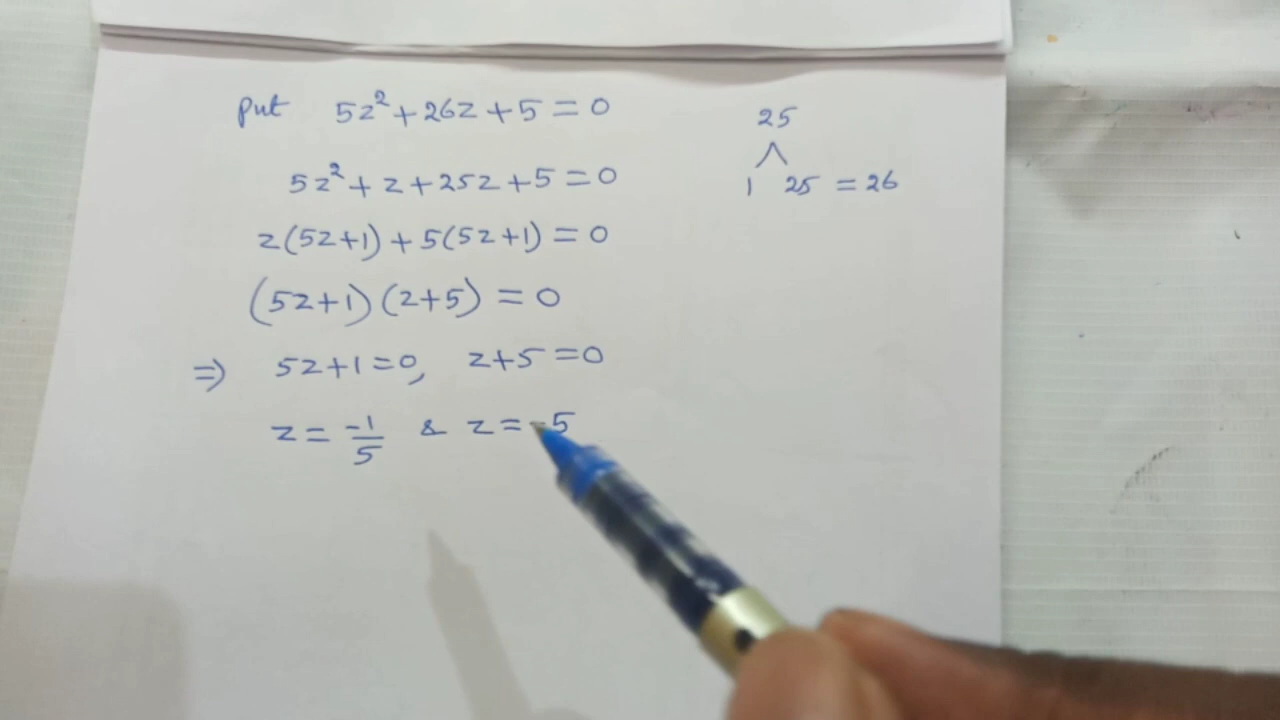 put 5z²+26z+5=0
25
5z²+z+25z+5=0
1 25 =26
z(5z+1)+5(5z+1)=0
(5z+1)(z+5)=0
⇒ 5z+1=0, z+5=0
z=-1/5 & z=-5